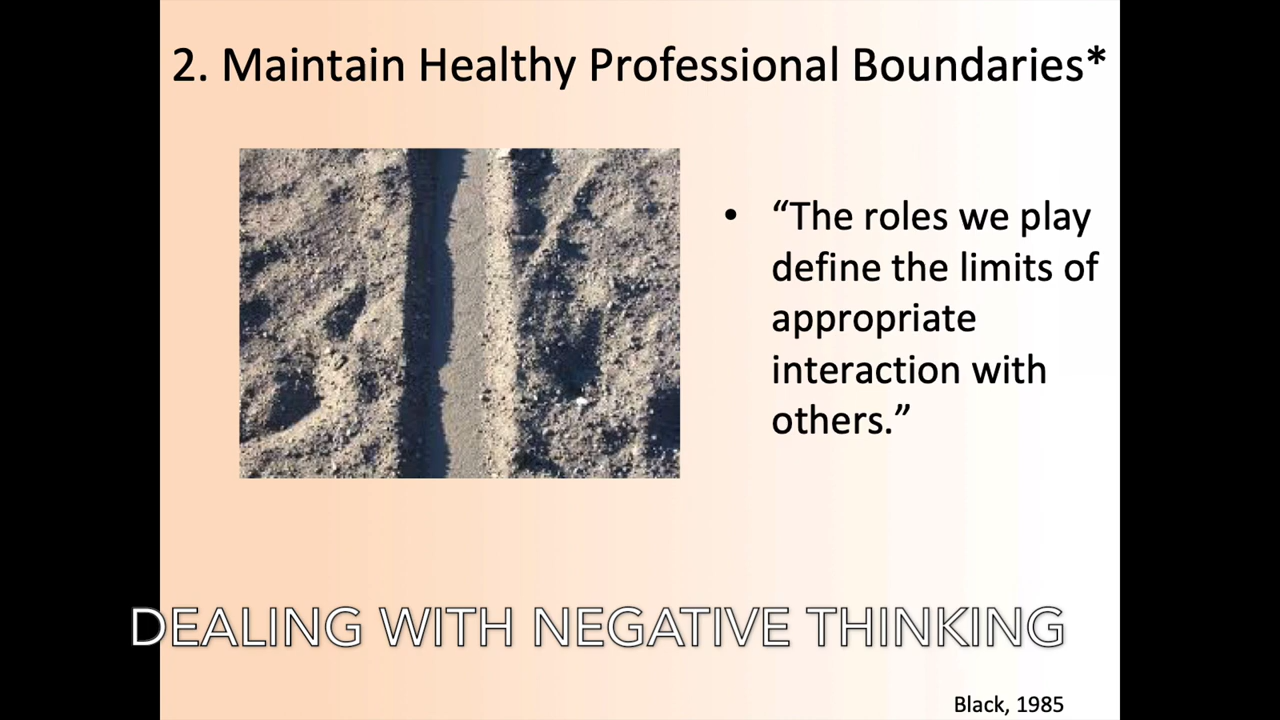 2. Maintain Healthy Professional Boundaries*
• “The roles we play
define the limits of
appropriate
interaction with
others.”
DEALING WITH NEGATIVE THINKING
Black, 1985